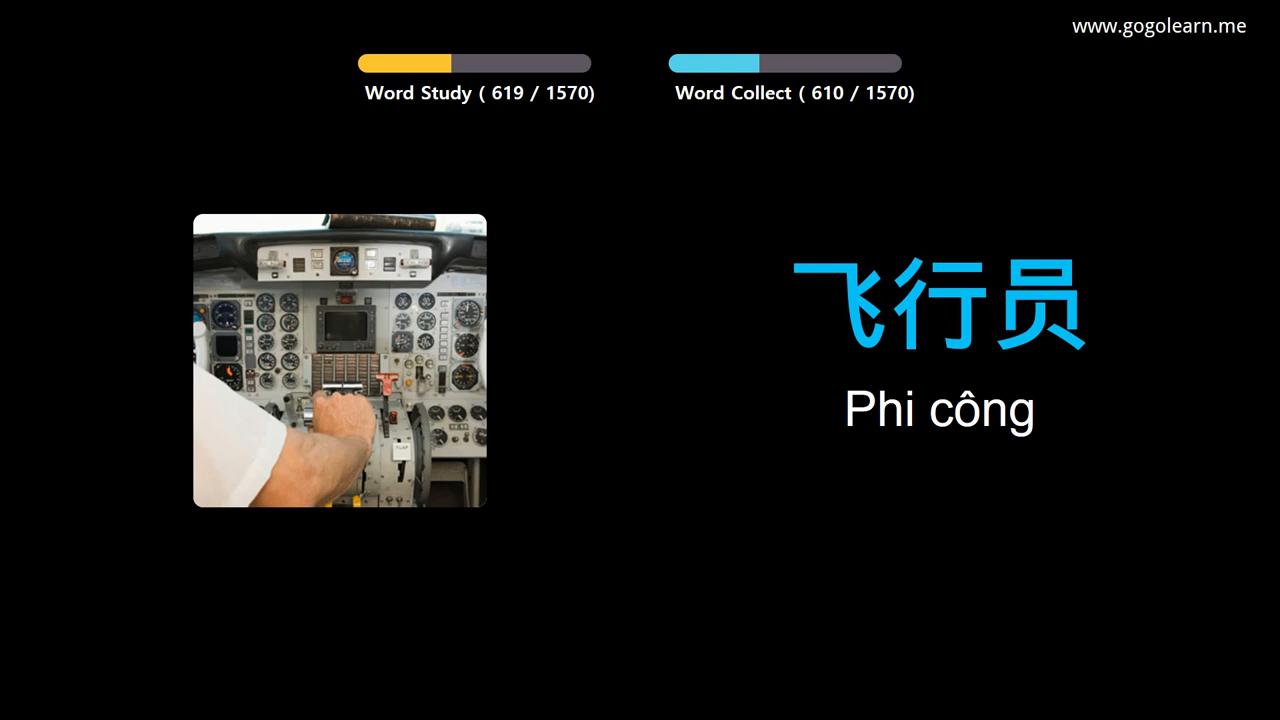 www.gogolearn.me
Word Study ( 619 / 1570)
Word Collect ( 610 / 1570)
飞行员
Phi công